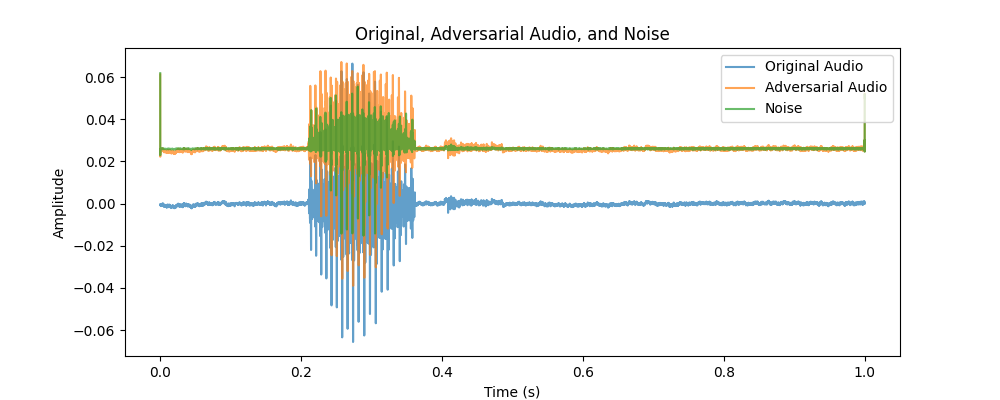 Original, Adversarial Audio, and Noise
Original Audio
Adversarial Audio
Noise
0.06
0.04
0.02
0.00
−0.02
−0.04
−0.06
Amplitude
0.0 0.2 0.4 0.6 0.8 1.0
Time (s)